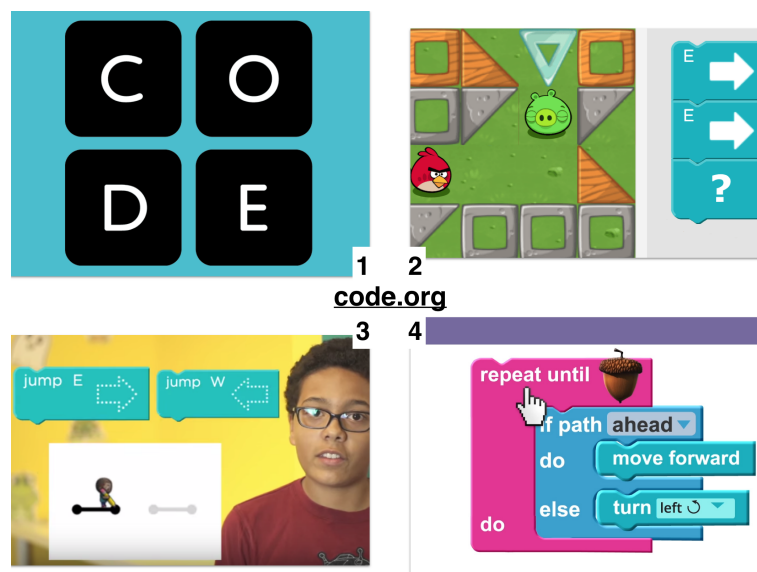 C O
D E
E
E
?
1 2
code.org
3 4
jump E
jump W
repeat until
if path ahead
do move forward
else turn left
do